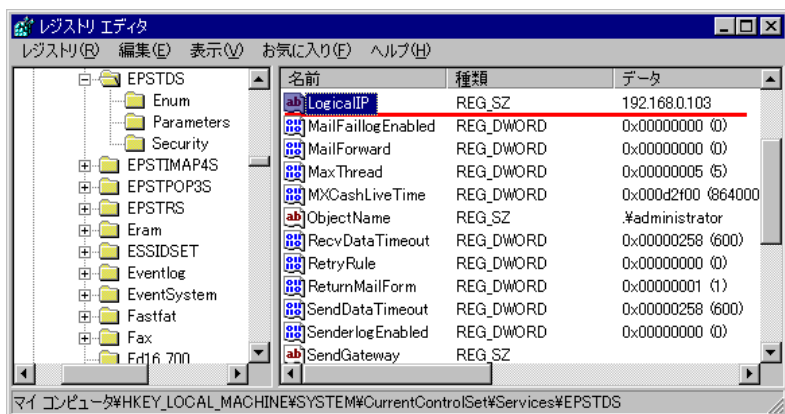 レジストリ エディタ
レジストリ(R) 編集(E) 表示(V) お気に入り(F) ヘルプ(H)
EPSTDS
Enum
Parameters
Security
EPSTIMAP4S
EPSTPOP3S
EPSTRS
Eram
ESSIDSET
Eventlog
EventSystem
Fastfat
Fax
Fd16_700
名前 種類 データ
LogicalIP REG_SZ 192.168.0.103
MailFaillogEnabled REG_DWORD 0x00000000 (0)
MailForward REG_DWORD 0x00000000 (0)
MaxThread REG_DWORD 0x00000005 (5)
MXCashLiveTime REG_DWORD 0x000d2f00 (864000
ObjectName REG_SZ .¥administrator
RecvDataTimeout REG_DWORD 0x00000258 (600)
RetryRule REG_DWORD 0x00000000 (0)
ReturnMailForm REG_DWORD 0x00000001 (1)
SendDataTimeout REG_DWORD 0x00000258 (600)
SenderlogEnabled REG_DWORD 0x00000000 (0)
SendGateway REG_SZ
マイ コンピュータ¥HKEY_LOCAL_MACHINE¥SYSTEM¥CurrentControlSet¥Services¥EPSTDS